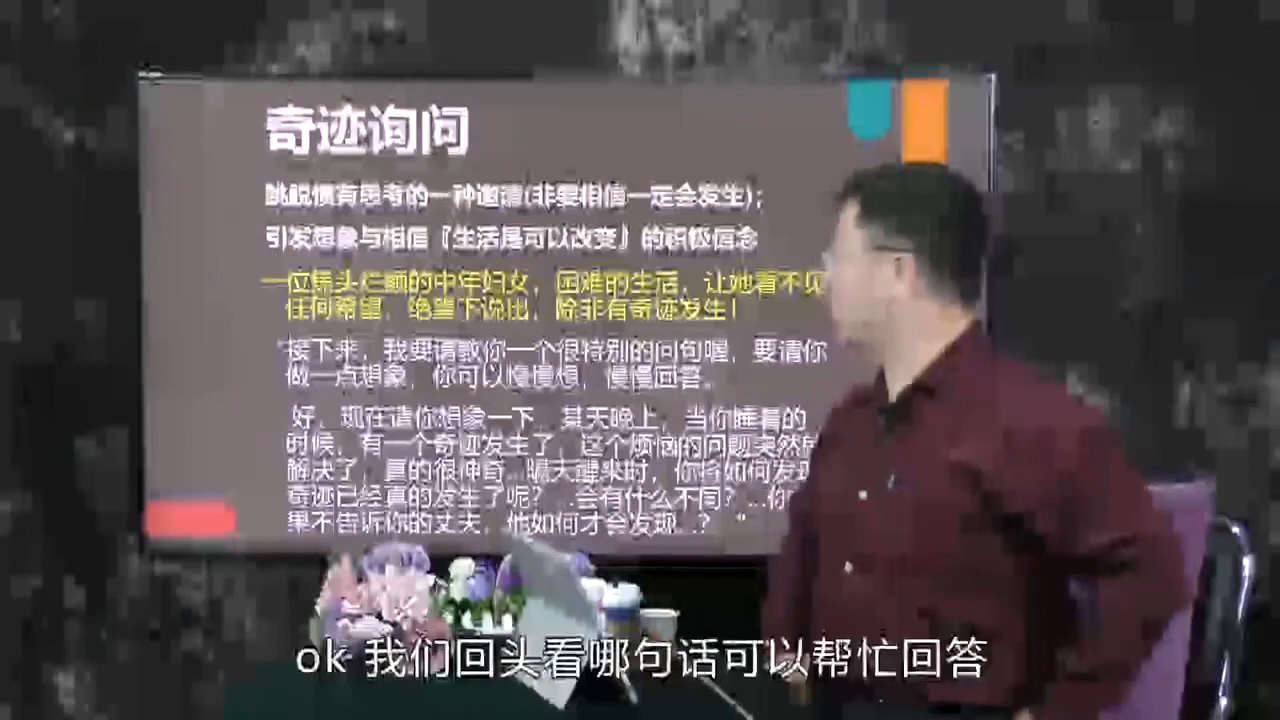 奇迹询问
跳脱惯有思考的一种邀请(非要相信一定会发生);
引发想象与相信『生活是可以改变』的积极信念
一位焦头烂额的中年妇女，困难的生活，让她看不见
任何希望，绝望下说出，除非有奇迹发生！
"接下来，我要请教你一个很特别的问句喔，要请你
做一点想象，你可以慢慢想，慢慢回答。
好，现在请你想象一下，某天晚上，当你睡着的
时候，有一个奇迹发生了，这个烦恼的问题突然
解决了，真的很神奇…隔天醒来时，你将如何发现
奇迹已经真的发生了呢？…会有什么不同？…你
果不告诉你的丈夫，他如何才会发现…？"
ok 我们回头看哪句话可以帮忙回答